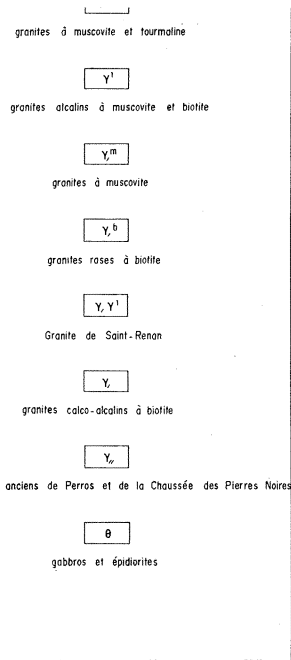 granites à muscovite et tourmaline
γ¹
granites alcalins à muscovite et biotite
γ,ᵐ
granites à muscovite
γ,ᵇ
granites roses à biotite
γ, γ¹
Granite de Saint-Renan
γ,
granites calco-alcalins à biotite
γ,,
anciens de Perros et de la Chaussée des Pierres Noires
θ
gabbros et épidiorites